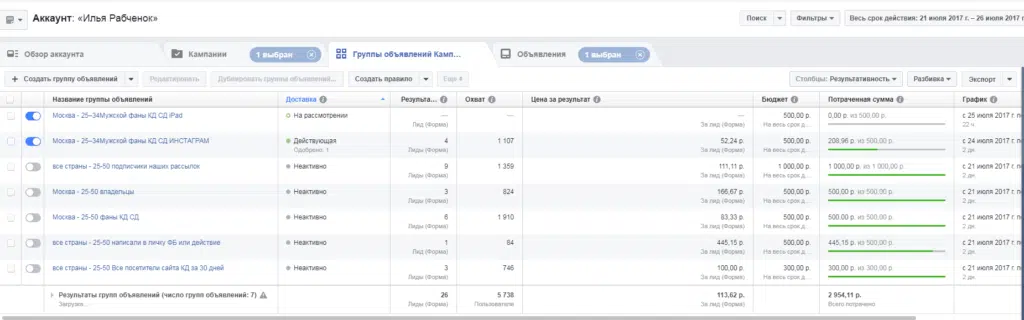 Аккаунт: «Илья Рабченок»
Поиск
Фильтры
Весь срок действия: 21 июля 2017 г. – 26 июля 2017 г.
Обзор аккаунта
Кампании
1 выбран
Группы объявлений Камп...
Объявления
1 выбран
+ Создать группу объявлений
Редактировать
Дублировать группы объявлений...
Создать правило
Еще
Столбцы: Результативность
Разбивка
Экспорт
Название группы объявлений Доставка Результа... Охват Цена за результат Бюджет Потраченная сумма График
Москва - 25–34Мужской фаны КД СД iPad На рассмотрении — — — 500,00 р. 0,00 р. из 500,00 р. с 25 июля 2017 г. п
Лид (Форма) За лид (Форма) На весь срок д... 22 ч.
Москва - 25–34Мужской фаны КД СД ИНСТАГРАМ Действующая 4 1 107 52,24 р. 500,00 р. 208,96 р. из 500,00 р. с 24 июля 2017 г. п
Одобрено: 1 Лиды (Форма) За лид (Форма) На весь срок д... 2 дн.
все страны - 25-50 подписчики наших рассылок Неактивно 9 1 359 111,11 р. 1 000,00 р. 1 000,00 р. из 1 000,00 р. с 21 июля 2017 г. п
Лиды (Форма) За лид (Форма) На весь срок д... 2 дн.
Москва - 25-50 владельцы Неактивно 3 824 166,67 р. 500,00 р. 500,00 р. из 500,00 р. с 21 июля 2017 г. п
Лиды (Форма) За лид (Форма) На весь срок д... 2 дн.
Москва - 25-50 фаны КД СД Неактивно 6 1 910 83,33 р. 500,00 р. 500,00 р. из 500,00 р. с 21 июля 2017 г. п
Лиды (Форма) За лид (Форма) На весь срок д... 2 дн.
все страны - 25-50 написали в личку ФБ или действие Неактивно 1 84 445,15 р. 500,00 р. 445,15 р. из 500,00 р. с 21 июля 2017 г. п
Лид (Форма) За лид (Форма) На весь срок д... 2 дн.
все страны - 25-50 Все посетители сайта КД за 30 дней Неактивно 3 746 100,00 р. 300,00 р. 300,00 р. из 300,00 р. с 21 июля 2017 г. п
Лиды (Форма) За лид (Форма) На весь срок д... 2 дн.
Результаты групп объявлений (число групп объявлений: 7) 26 5 738 113,62 р. 2 954,11 р.
Загрузка... Лиды (Форма) Пользователи За лид (Форма) Всего потрачено